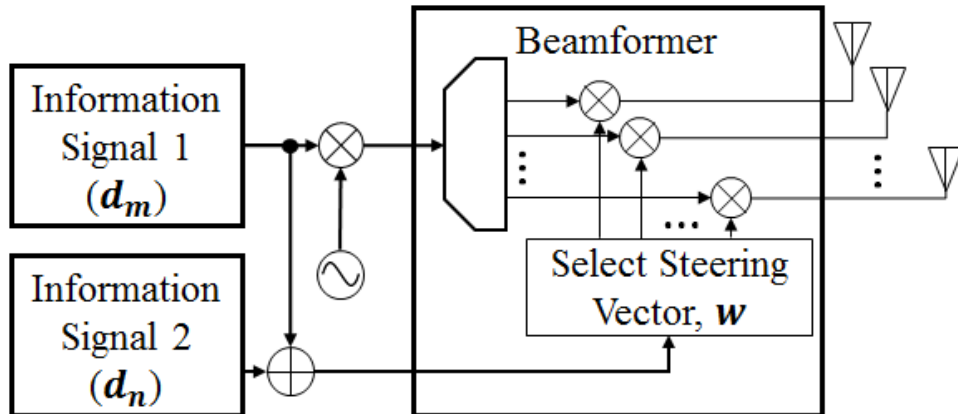 Beamformer
Information
Signal 1
(d_m)
Information
Signal 2
(d_n)
Select Steering
Vector, w